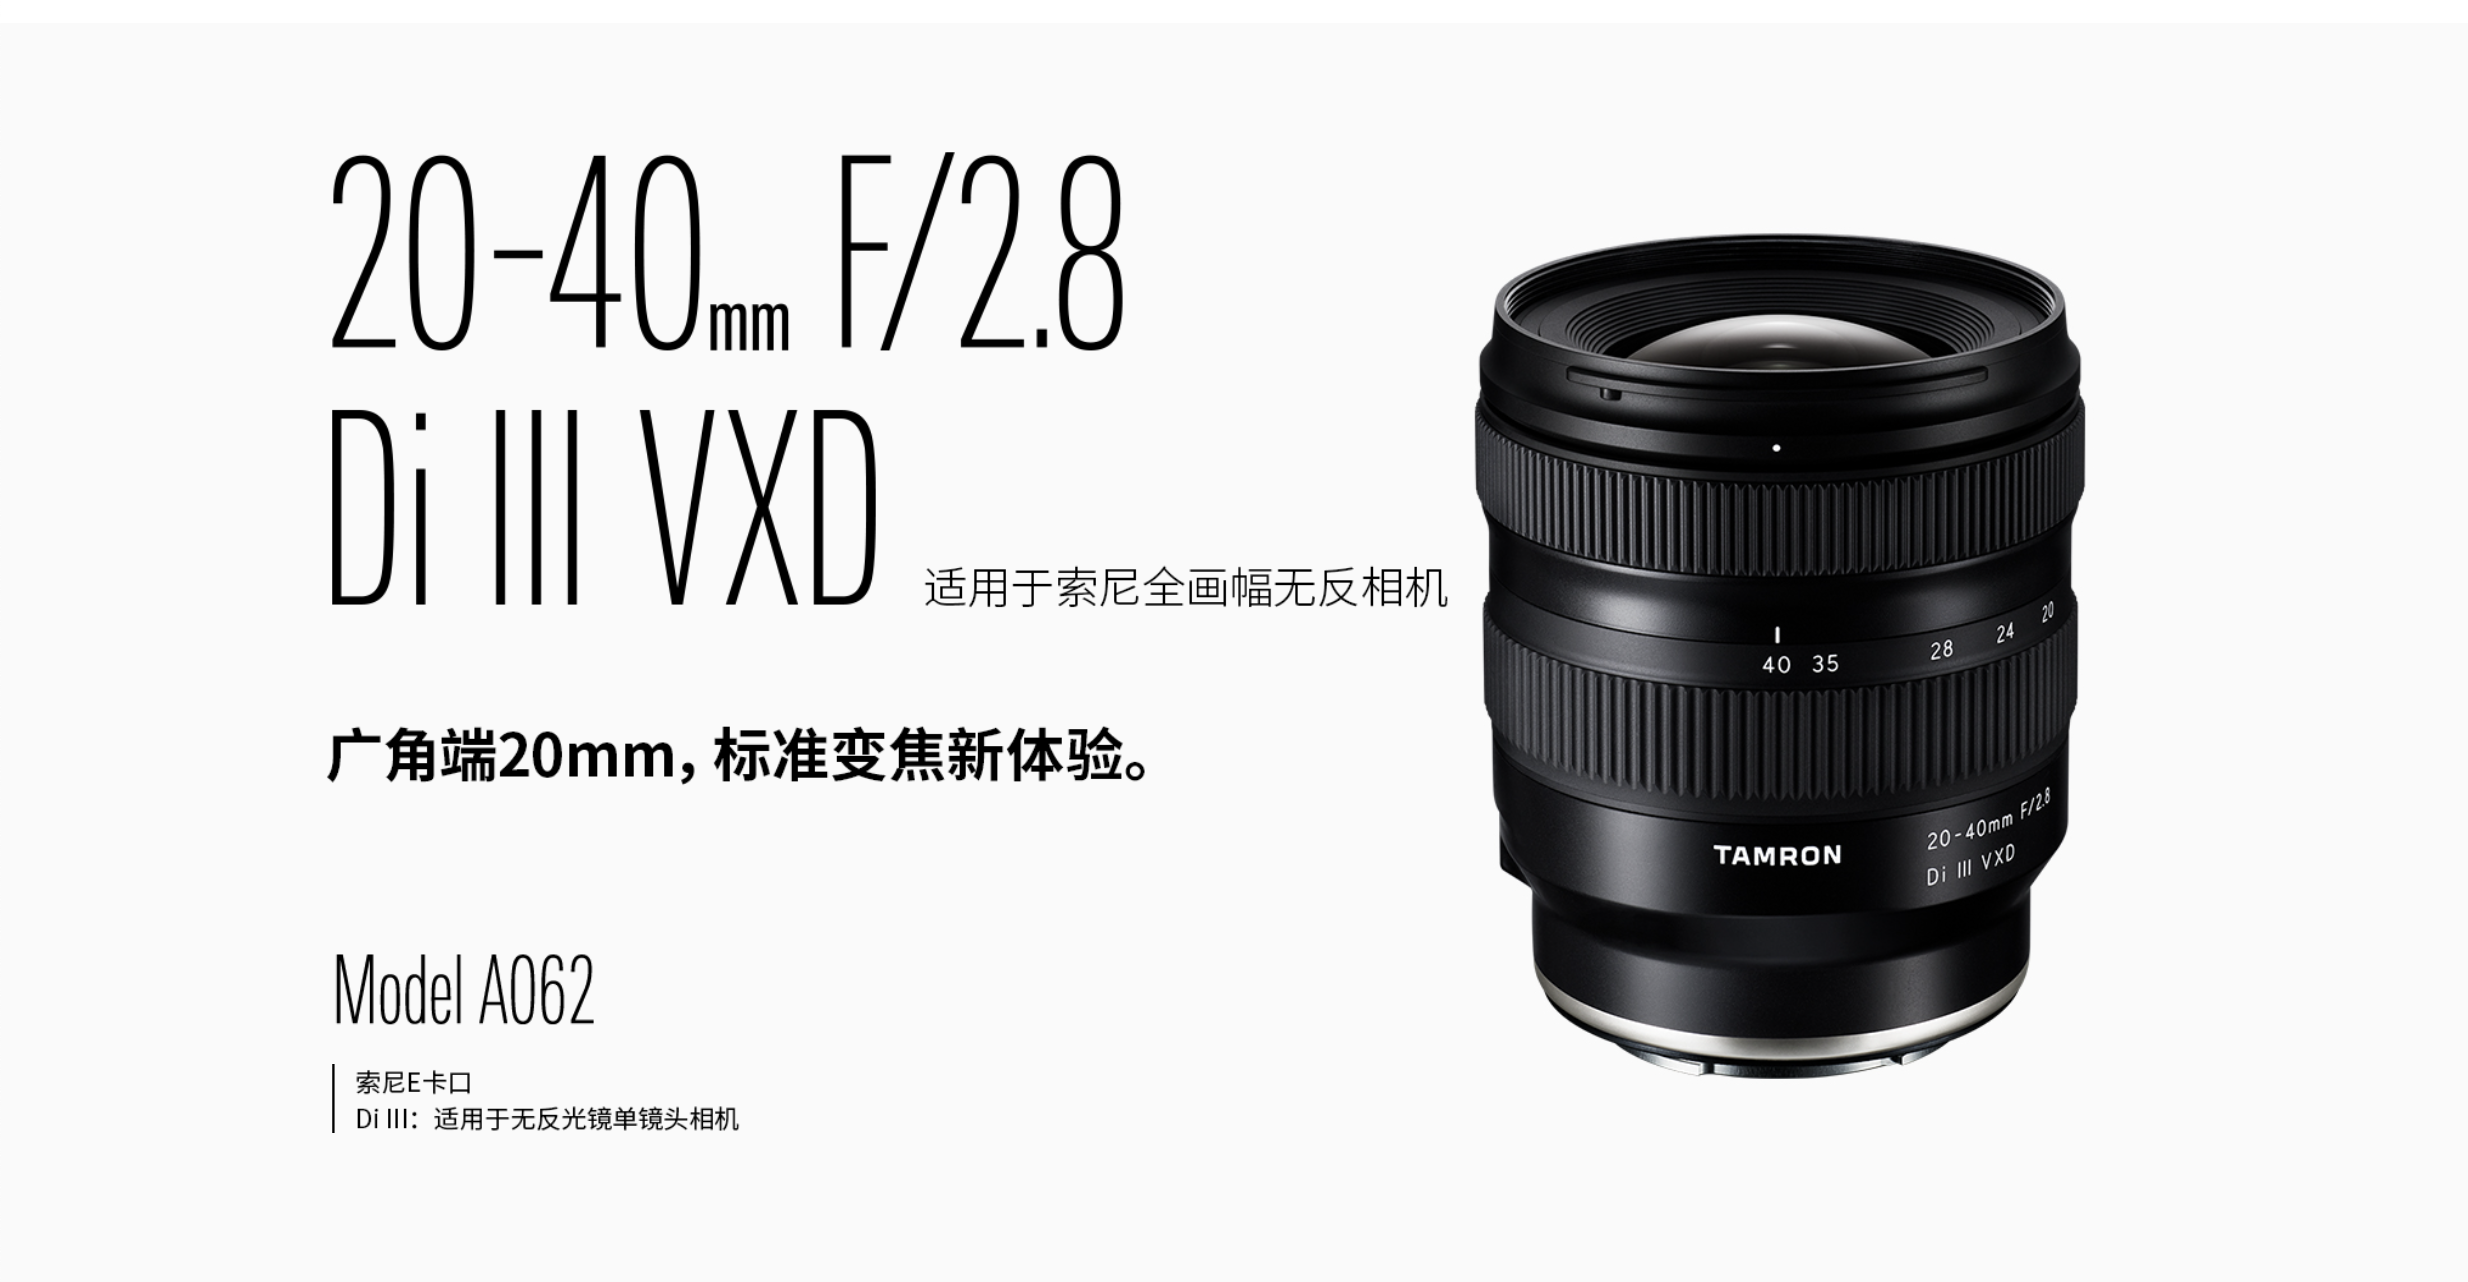 20-40mm F/2.8
Di III VXD 适用于索尼全画幅无反相机
广角端20mm，标准变焦新体验。
Model A062
索尼E卡口
Di III：适用于无反光镜单镜头相机
40 35 28 24 20
TAMRON
20-40mm F/2.8
Di III VXD